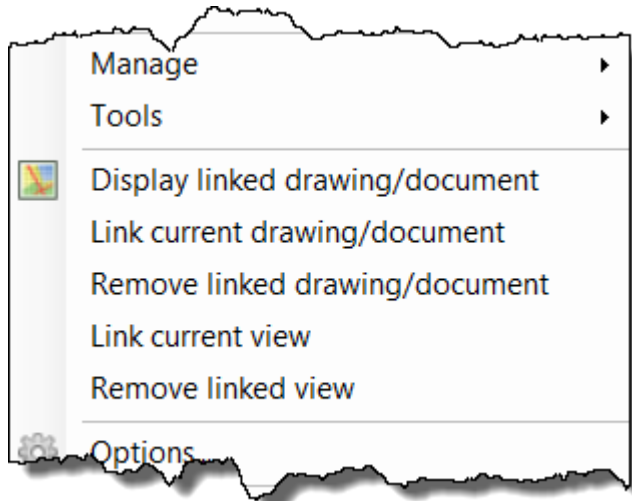 Manage
Tools
Display linked drawing/document
Link current drawing/document
Remove linked drawing/document
Link current view
Remove linked view
Options